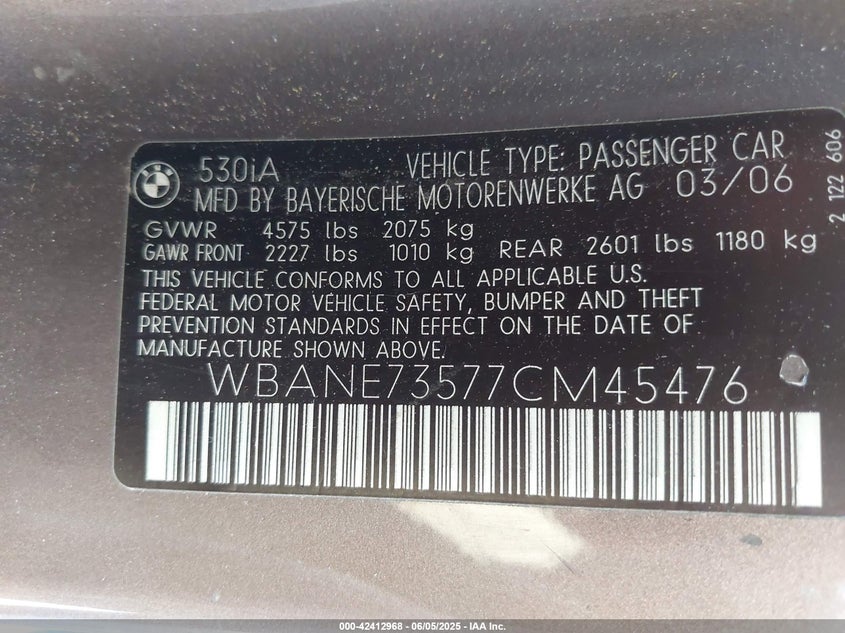 BMW
530iA VEHICLE TYPE: PASSENGER CAR
MFD BY BAYERISCHE MOTORENWERKE AG 03/06
GVWR 4575 lbs 2075 kg
GAWR FRONT 2227 lbs 1010 kg REAR 2601 lbs 1180 kg
THIS VEHICLE CONFORMS TO ALL APPLICABLE U.S.
FEDERAL MOTOR VEHICLE SAFETY, BUMPER AND THEFT
PREVENTION STANDARDS IN EFFECT ON THE DATE OF
MANUFACTURE SHOWN ABOVE.
WBANE73577CM45476
2 122 606
000-42412968 - 06/05/2025 - IAA Inc.